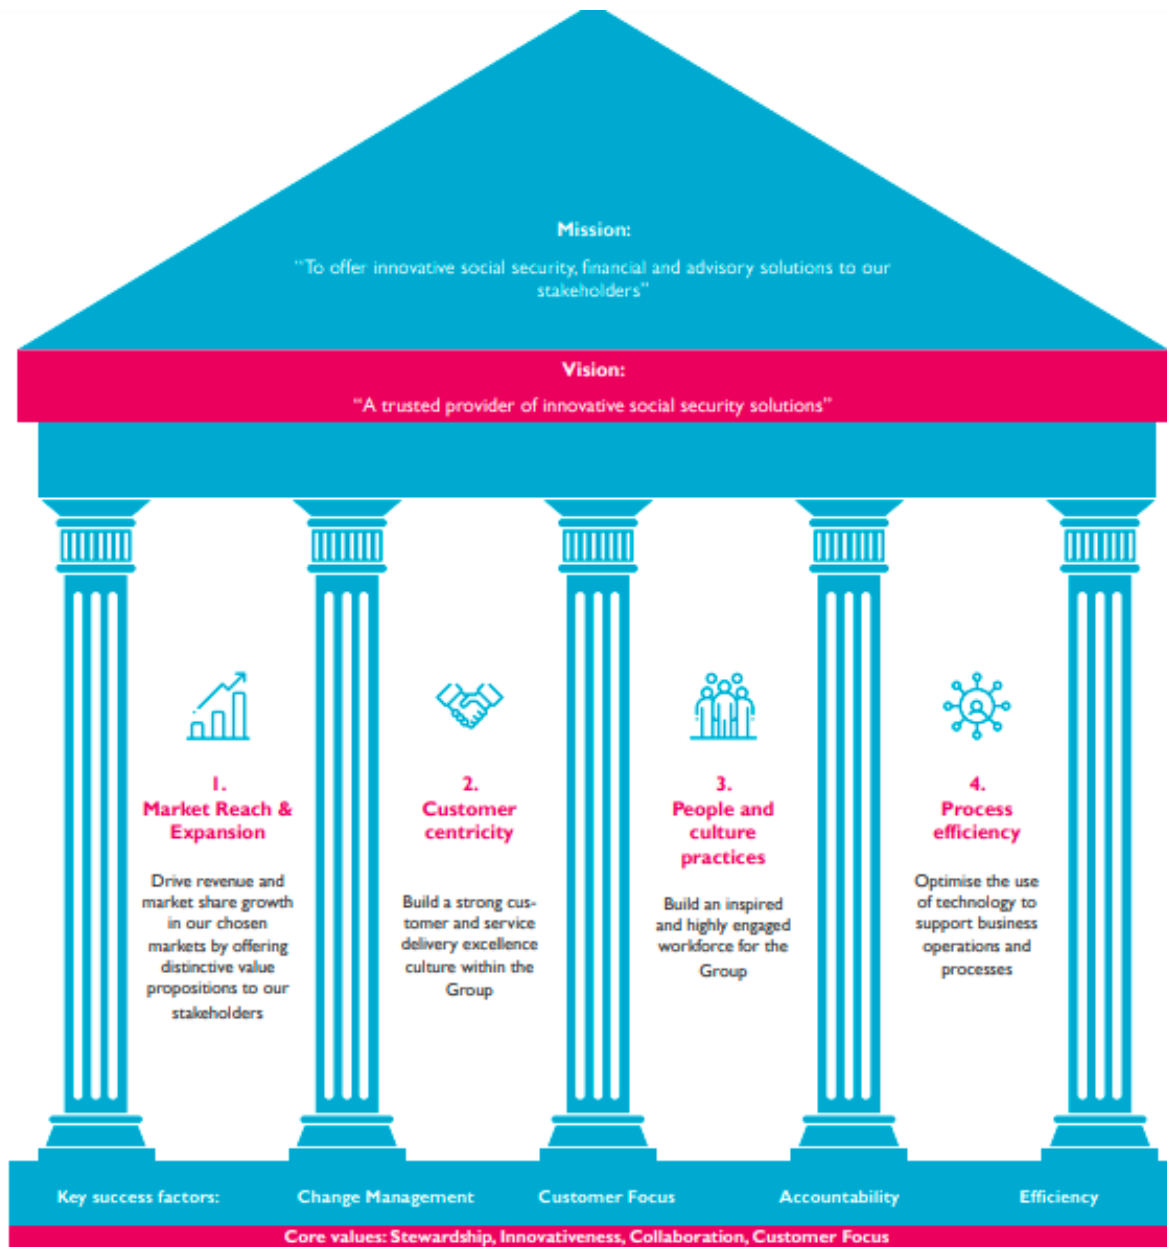 Mission:
“To offer innovative social security, financial and advisory solutions to our
stakeholders”
Vision:
“A trusted provider of innovative social security solutions”
1.
Market Reach &
Expansion
Drive revenue and
market share growth
in our chosen
markets by offering
distinctive value
propositions to our
stakeholders
2.
Customer
centricity
Build a strong cus-
tomer and service
delivery excellence
culture within the
Group
3.
People and
culture
practices
Build an inspired
and highly engaged
workforce for the
Group
4.
Process
efficiency
Optimise the use
of technology to
support business
operations and
processes
Key success factors: Change Management Customer Focus Accountability Efficiency
Core values: Stewardship, Innovativeness, Collaboration, Customer Focus